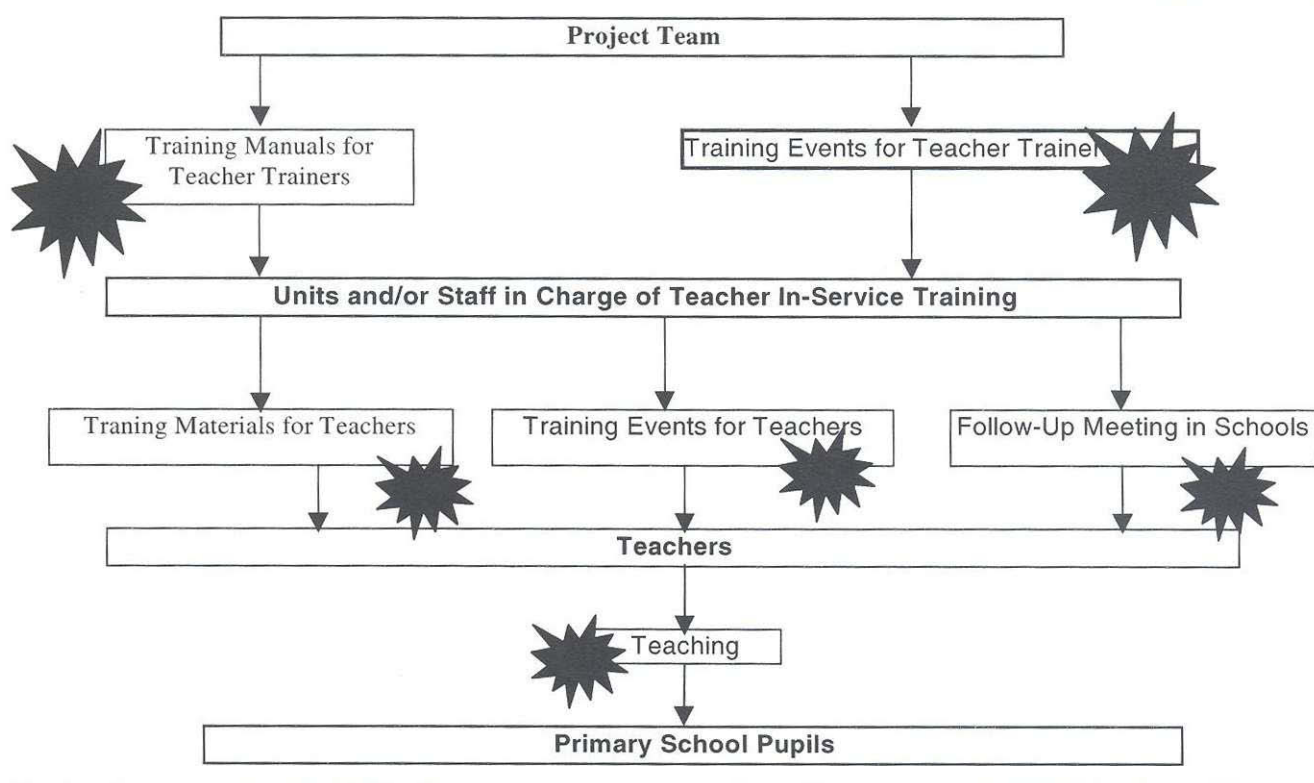 Project Team
Training Manuals for
Teacher Trainers
Training Events for Teacher Trainer
Units and/or Staff in Charge of Teacher In-Service Training
Traning Materials for Teachers
Training Events for Teachers
Follow-Up Meeting in Schools
Teachers
Teaching
Primary School Pupils